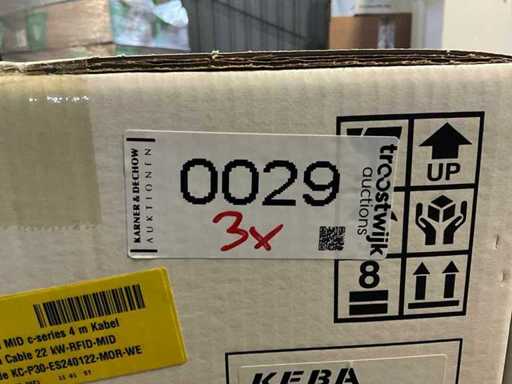 KARNER & DECHOW
AUKTIONEN
0029
3x
troostwijk
auctions
UP
8
MID c-series 4 m Kabel
Cable 22 kW-RFID-MID
KC-P30-ES240122-MDR-WE
KEBA